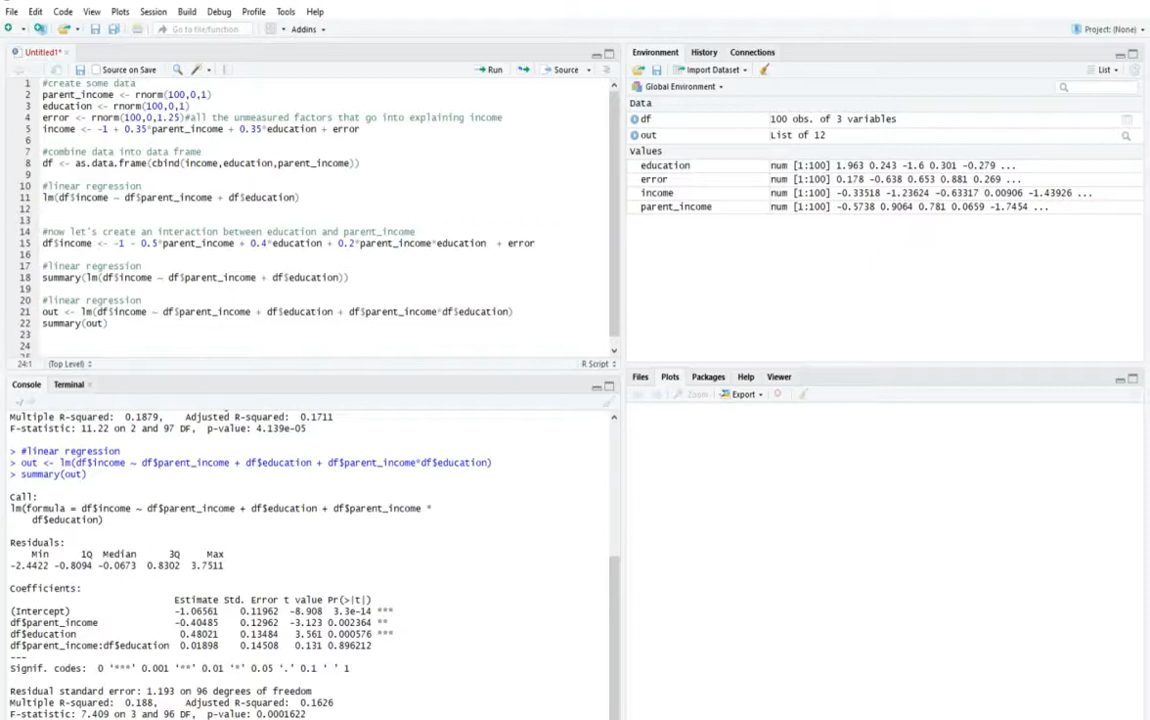 File Edit Code View Plots Session Build Debug Profile Tools Help
Go to file/function Addins Project: (None)
Untitled1*
Source on Save Run Source
1 #create some data
2 parent_income <- rnorm(100,0,1)
3 education <- rnorm(100,0,1)
4 error <- rnorm(100,0,1.25)#all the unmeasured factors that go into explaining income
5 income <- -1 + 0.35*parent_income + 0.35*education + error
6
7 #combine data into data frame
8 df <- as.data.frame(cbind(income,education,parent_income))
9
10 #linear regression
11 lm(df$income ~ df$parent_income + df$education)
12
13
14 #now let's create an interaction between education and parent_income
15 df$income <- -1 - 0.5*parent_income + 0.4*education + 0.2*parent_income*education + error
16
17 #linear regression
18 summary(lm(df$income ~ df$parent_income + df$education))
19
20 #linear regression
21 out <- lm(df$income ~ df$parent_income + df$education + df$parent_income*df$education)
22 summary(out)
23
24
25
24:1 (Top Level) R Script
Console Terminal
Multiple R-squared: 0.1879, Adjusted R-squared: 0.1711
F-statistic: 11.22 on 2 and 97 DF, p-value: 4.139e-05
> #linear regression
> out <- lm(df$income ~ df$parent_income + df$education + df$parent_income*df$education)
> summary(out)
Call:
lm(formula = df$income ~ df$parent_income + df$education + df$parent_income *
df$education)
Residuals:
Min 1Q Median 3Q Max
-2.4422 -0.8094 -0.0673 0.8302 3.7511
Coefficients:
Estimate Std. Error t value Pr(>|t|)
(Intercept) -1.06561 0.11962 -8.908 3.3e-14 ***
df$parent_income -0.40485 0.12962 -3.123 0.002364 **
df$education 0.48021 0.13484 3.561 0.000576 ***
df$parent_income:df$education 0.01898 0.14508 0.131 0.896212
---
Signif. codes: 0 '***' 0.001 '**' 0.01 '*' 0.05 '.' 0.1 ' ' 1
Residual standard error: 1.193 on 96 degrees of freedom
Multiple R-squared: 0.188, Adjusted R-squared: 0.1626
F-statistic: 7.409 on 3 and 96 DF, p-value: 0.0001622
Environment History Connections
Import Dataset List
Global Environment
Data
df 100 obs. of 3 variables
out List of 12
Values
education num [1:100] 1.963 0.243 -1.6 0.301 -0.279 ...
error num [1:100] 0.178 -0.638 0.653 0.881 0.269 ...
income num [1:100] -0.33518 -1.23624 -0.63317 0.00906 -1.43926 ...
parent_income num [1:100] -0.5738 0.9064 0.781 0.0659 -1.7454 ...
Files Plots Packages Help Viewer
Zoom Export